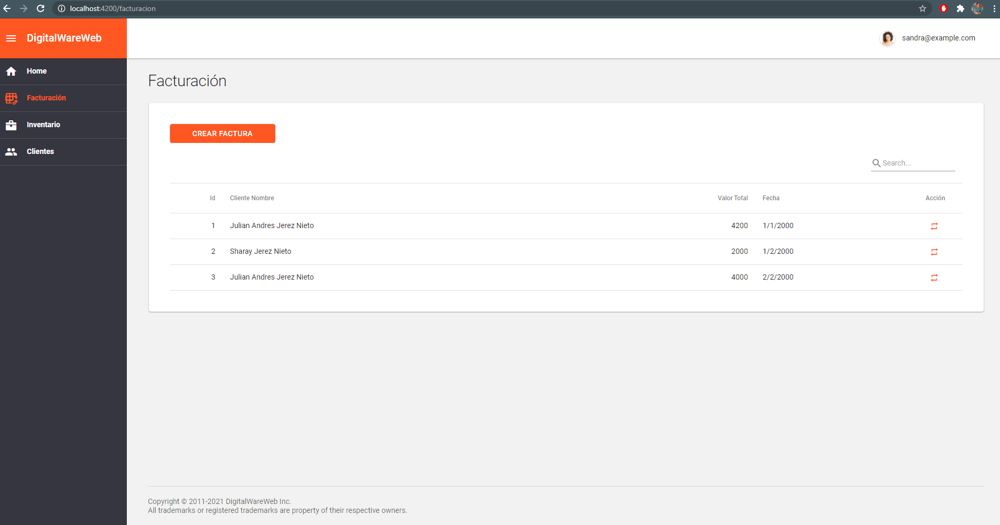 localhost:4200/facturacion
DigitalWareWeb
sandra@example.com
Home
Facturación
Inventario
Clientes
Facturación
CREAR FACTURA
Search...
Id Cliente Nombre Valor Total Fecha Acción
1 Julian Andres Jerez Nieto 4200 1/1/2000
2 Sharay Jerez Nieto 2000 1/2/2000
3 Julian Andres Jerez Nieto 4000 2/2/2000
Copyright © 2011-2021 DigitalWareWeb Inc.
All trademarks or registered trademarks are property of their respective owners.